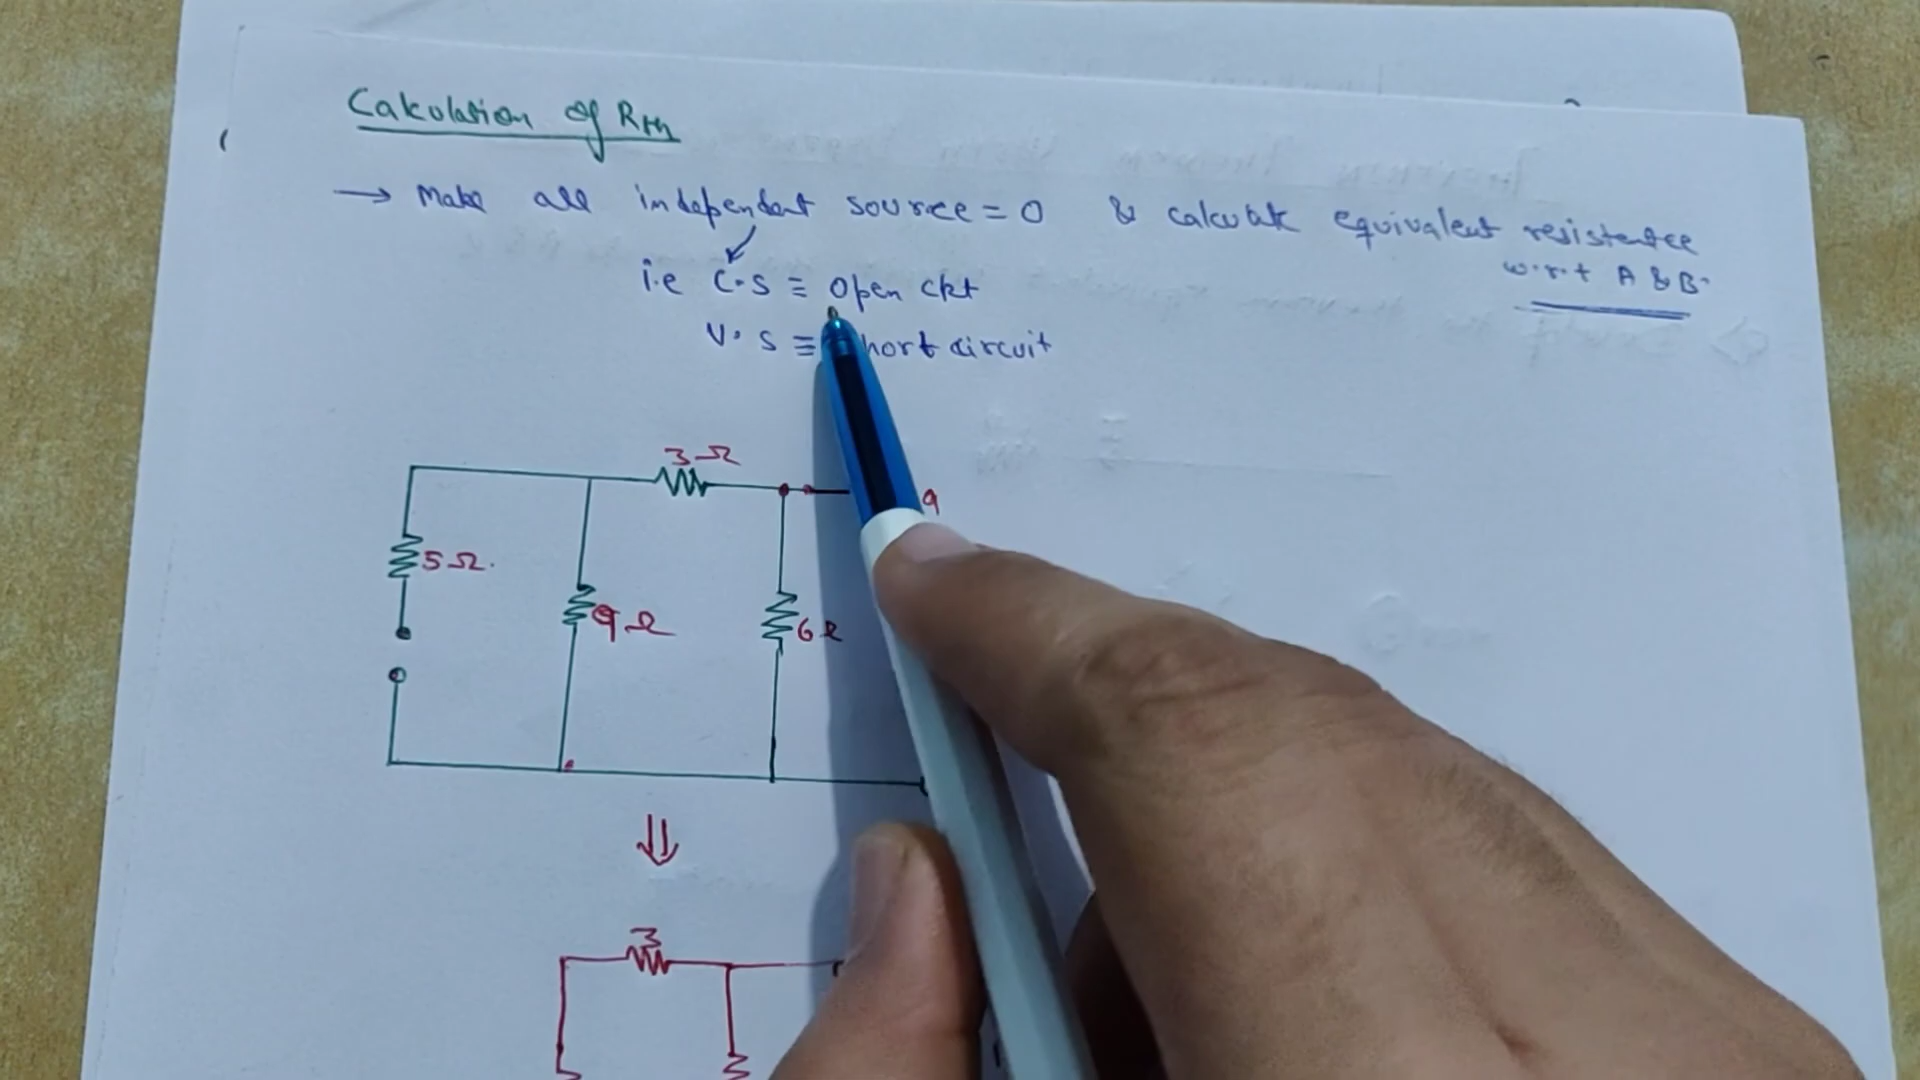 Calculation of RTH
→ Make all independent source = 0 & calculate equivalent resistence
w.r.t A & B.
i.e C.S ≡ Open ckt
V.S ≡ Short circuit
3Ω
5Ω.
9Ω
6Ω
3